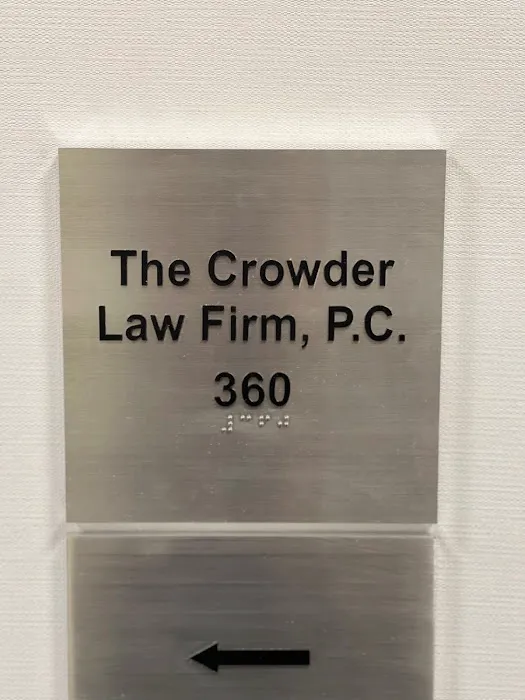 The Crowder
Law Firm, P.C.
360
⠼⠉⠋⠚